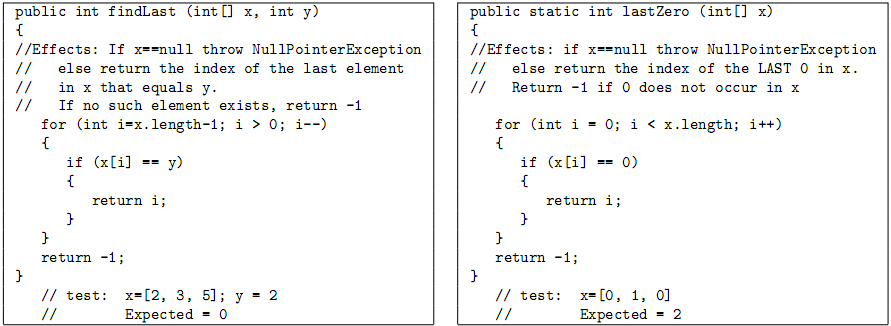 public int findLast (int[] x, int y)
{
//Effects: If x==null throw NullPointerException
//   else return the index of the last element
//   in x that equals y.
//   If no such element exists, return -1
   for (int i=x.length-1; i > 0; i--)
   {
      if (x[i] == y)
      {
         return i;
      }
   }
   return -1;
}
   // test:  x=[2, 3, 5]; y = 2
   //        Expected = 0
public static int lastZero (int[] x)
{
//Effects: if x==null throw NullPointerException
//   else return the index of the LAST 0 in x.
//   Return -1 if 0 does not occur in x
   for (int i = 0; i < x.length; i++)
   {
      if (x[i] == 0)
      {
         return i;
      }
   }
   return -1;
}
   // test:  x=[0, 1, 0]
   //        Expected = 2